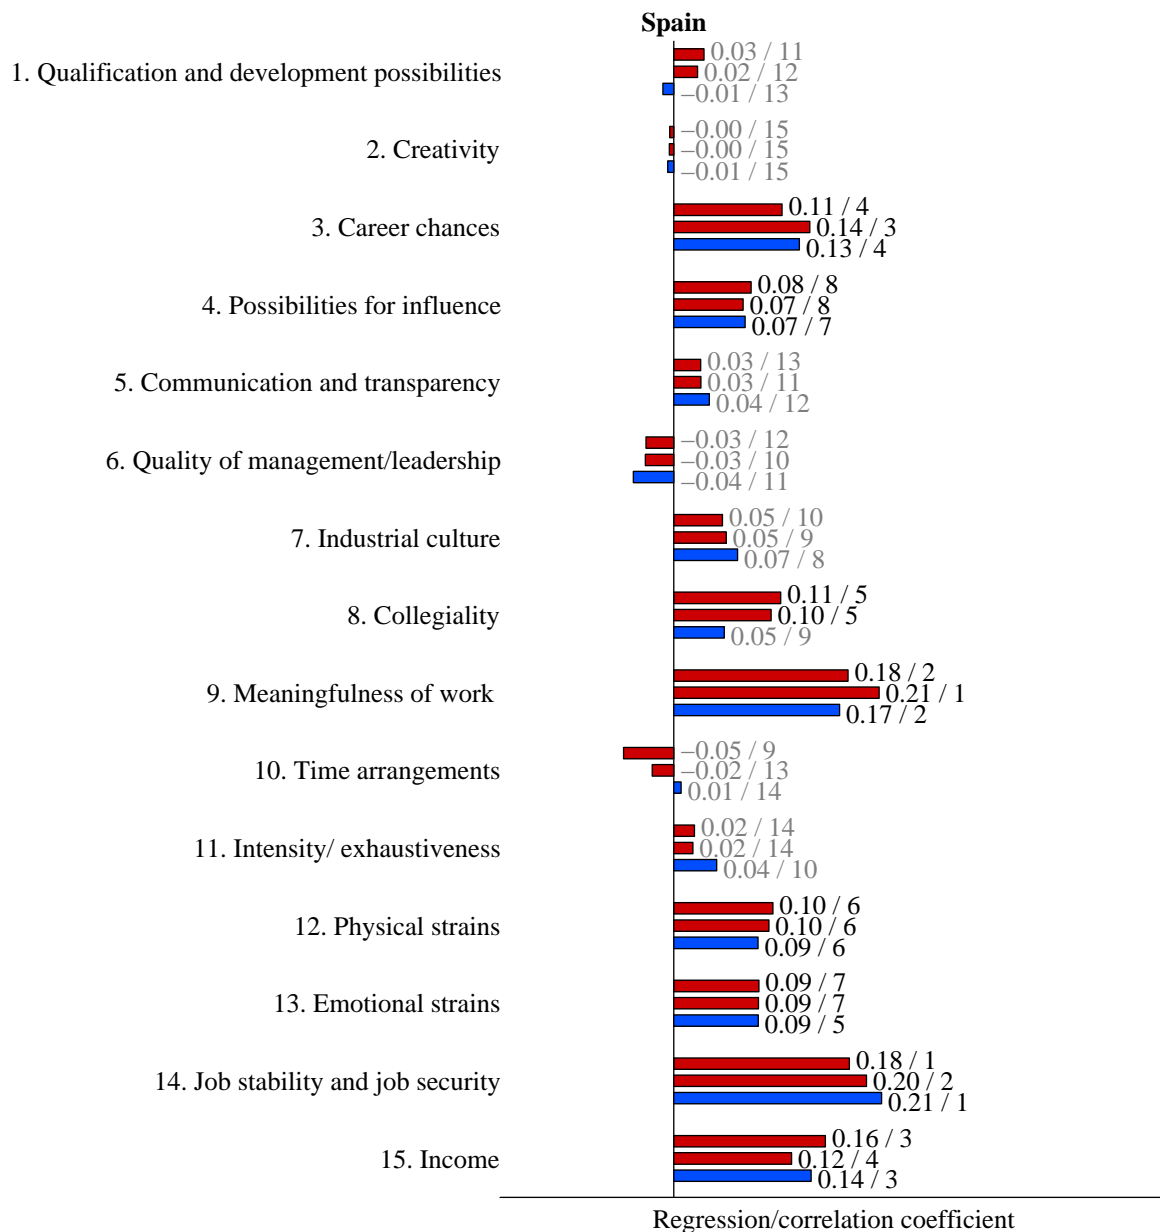 Spain
1. Qualification and development possibilities
0.03 / 11
0.02 / 12
–0.01 / 13
2. Creativity
–0.00 / 15
–0.00 / 15
–0.01 / 15
3. Career chances
0.11 / 4
0.14 / 3
0.13 / 4
4. Possibilities for influence
0.08 / 8
0.07 / 8
0.07 / 7
5. Communication and transparency
0.03 / 13
0.03 / 11
0.04 / 12
6. Quality of management/leadership
–0.03 / 12
–0.03 / 10
–0.04 / 11
7. Industrial culture
0.05 / 10
0.05 / 9
0.07 / 8
8. Collegiality
0.11 / 5
0.10 / 5
0.05 / 9
9. Meaningfulness of work
0.18 / 2
0.21 / 1
0.17 / 2
10. Time arrangements
–0.05 / 9
–0.02 / 13
0.01 / 14
11. Intensity/ exhaustiveness
0.02 / 14
0.02 / 14
0.04 / 10
12. Physical strains
0.10 / 6
0.10 / 6
0.09 / 6
13. Emotional strains
0.09 / 7
0.09 / 7
0.09 / 5
14. Job stability and job security
0.18 / 1
0.20 / 2
0.21 / 1
15. Income
0.16 / 3
0.12 / 4
0.14 / 3
Regression/correlation coefficient